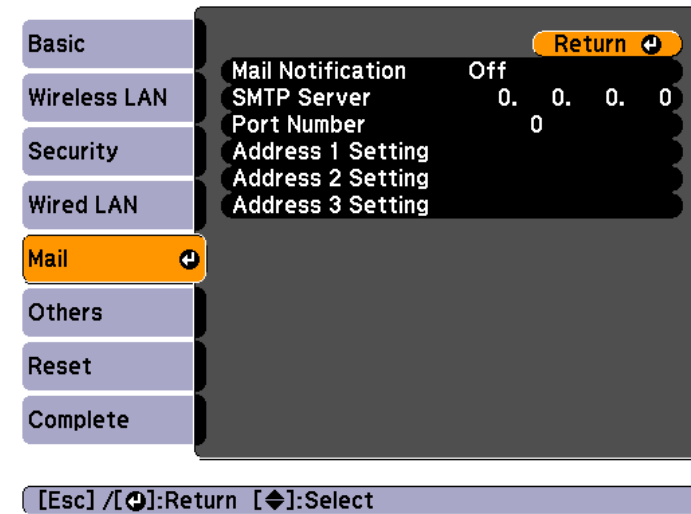 Basic
Wireless LAN
Security
Wired LAN
Mail
Others
Reset
Complete
Return
Mail Notification Off
SMTP Server 0. 0. 0. 0
Port Number 0
Address 1 Setting
Address 2 Setting
Address 3 Setting
[Esc] /[⏎]:Return [◆]:Select